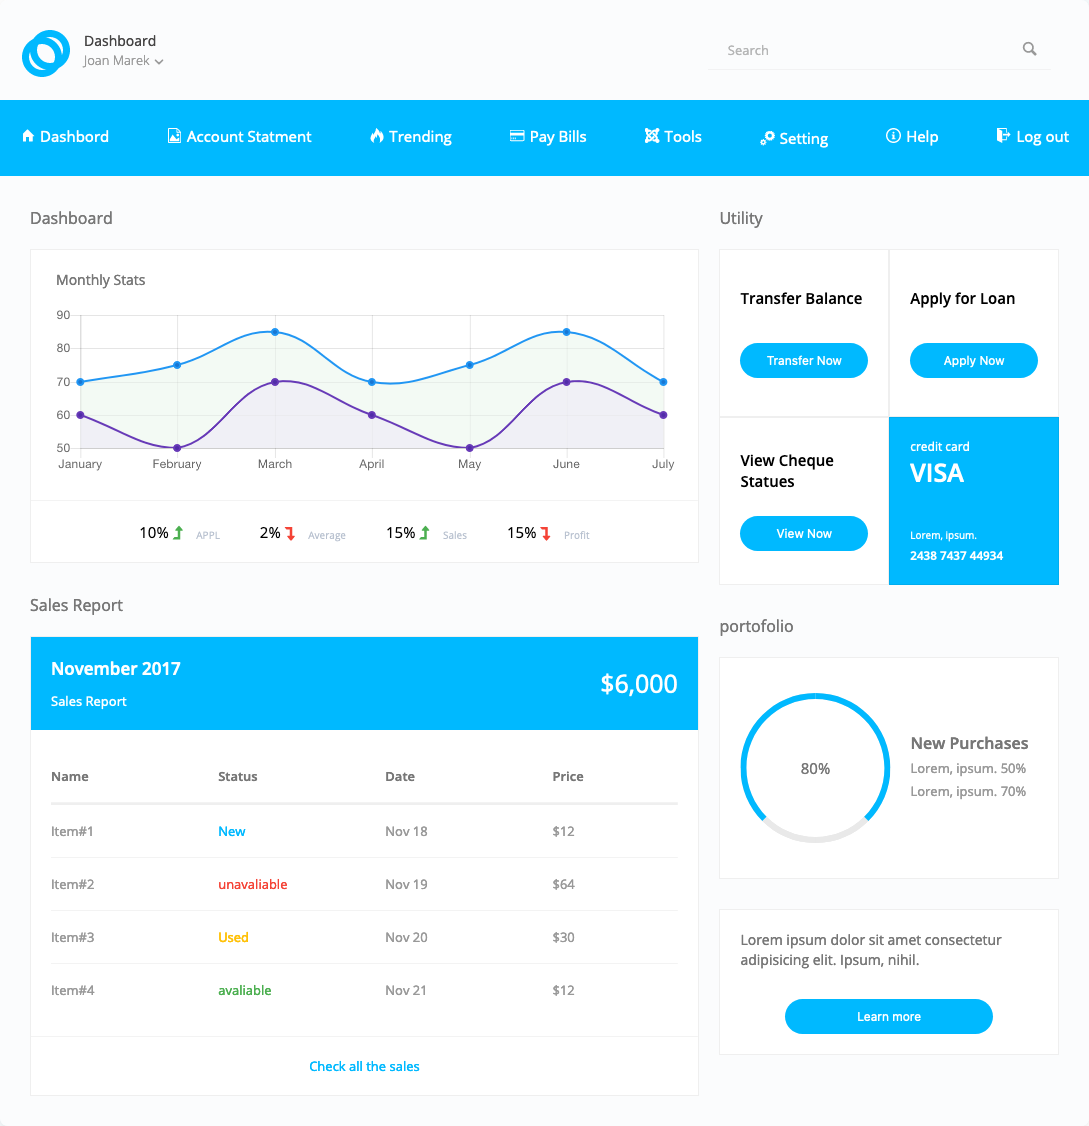 Dashboard
Joan Marek
Search
Dashbord
Account Statment
Trending
Pay Bills
Tools
Setting
Help
Log out
Dashboard
Monthly Stats
90
80
70
60
50
January February March April May June July
10% APPL 2% Average 15% Sales 15% Profit
Sales Report
November 2017
Sales Report
$6,000
Name Status Date Price
Item#1 New Nov 18 $12
Item#2 unavaliable Nov 19 $64
Item#3 Used Nov 20 $30
Item#4 avaliable Nov 21 $12
Check all the sales
Utility
Transfer Balance
Transfer Now
Apply for Loan
Apply Now
View Cheque
Statues
View Now
credit card
VISA
Lorem, ipsum.
2438 7437 44934
portofolio
80%
New Purchases
Lorem, ipsum. 50%
Lorem, ipsum. 70%
Lorem ipsum dolor sit amet consectetur
adipisicing elit. Ipsum, nihil.
Learn more